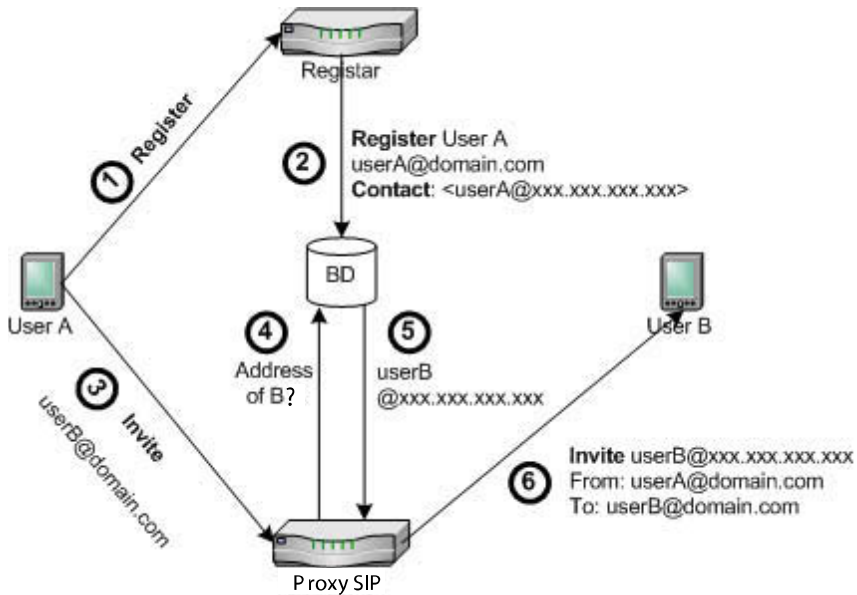 Registar
1 Register
2
Register User A
userA@domain.com
Contact: <userA@xxx.xxx.xxx.xxx>
BD
User A
User B
4
Address
of B?
5
userB
@xxx.xxx.xxx.xxx
3 Invite
userB@domain.com
6
Invite userB@xxx.xxx.xxx.xxx
From: userA@domain.com
To: userB@domain.com
Proxy SIP